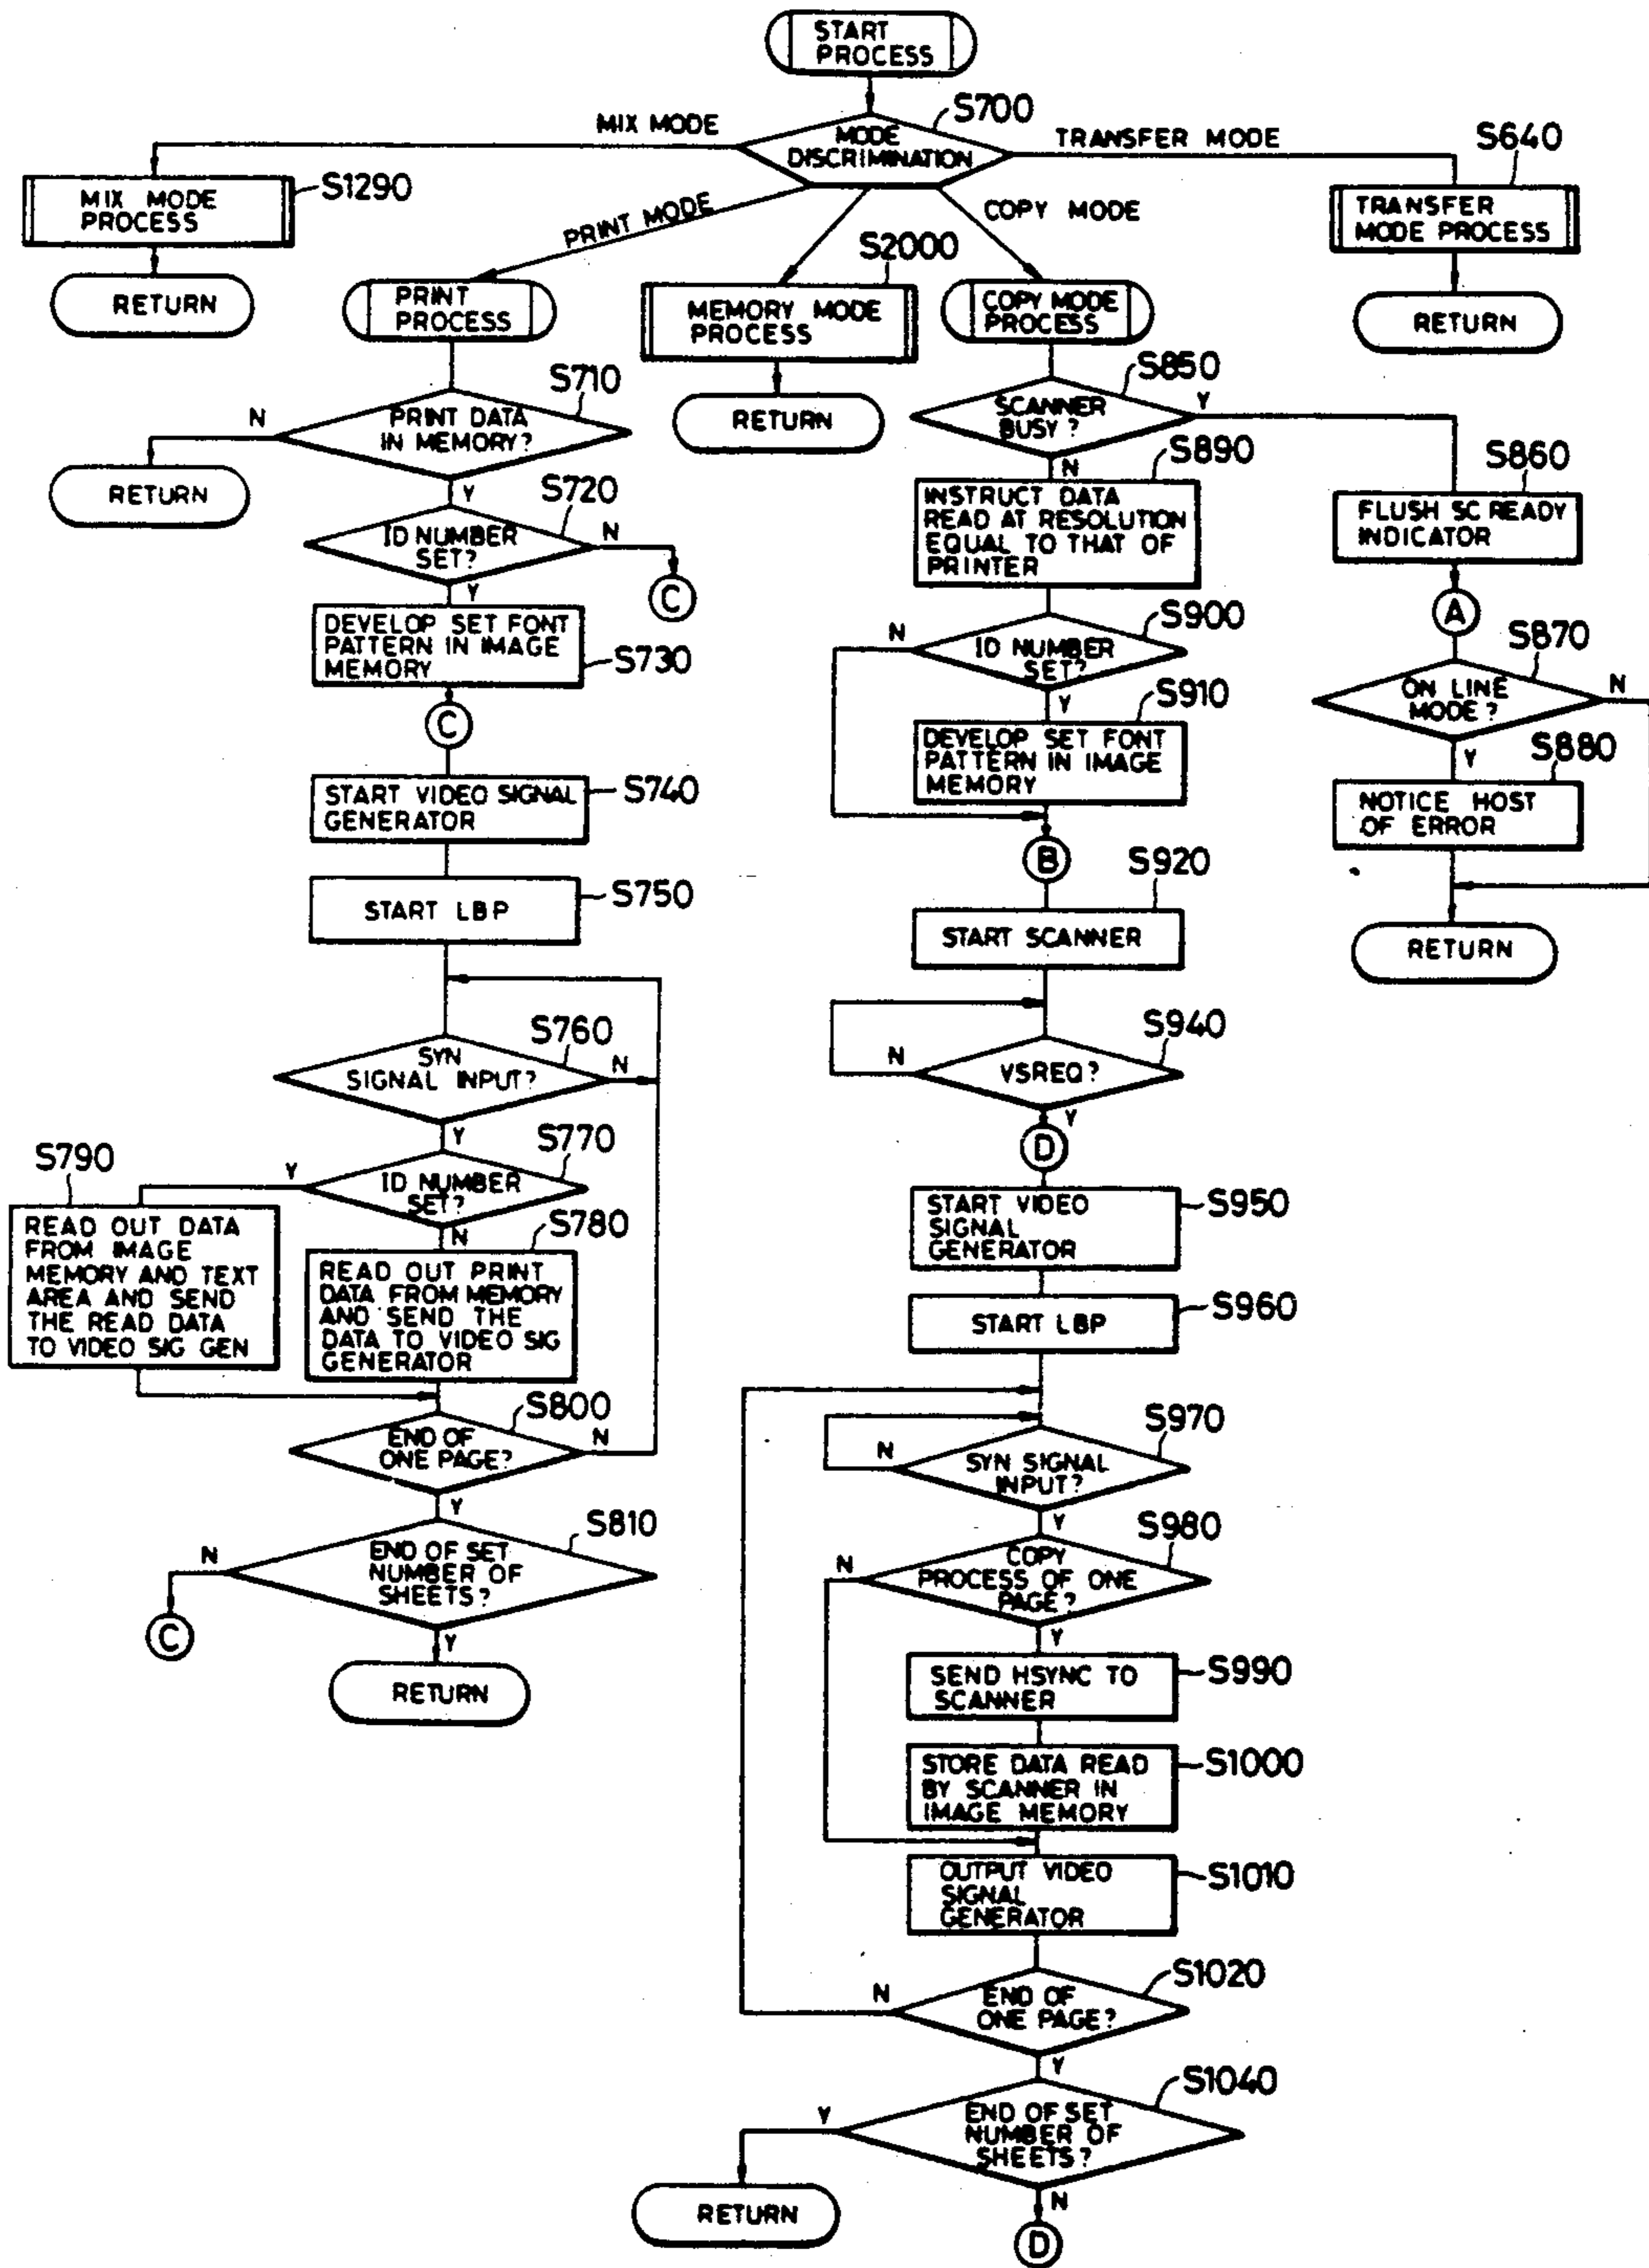 START
PROCESS
S700
MIX MODE
MODE
DISCRIMINATION
TRANSFER MODE
S640
MIX MODE
PROCESS
S1290
PRINT MODE
COPY MODE
TRANSFER
MODE PROCESS
S2000
RETURN
PRINT
PROCESS
MEMORY MODE
PROCESS
COPY MODE
PROCESS
RETURN
S710
N
PRINT DATA
IN MEMORY?
RETURN
S850
SCANNER
BUSY?
Y
RETURN
Y
S720
N
S890
S860
ID NUMBER
SET?
N
INSTRUCT DATA
READ AT RESOLUTION
EQUAL TO THAT OF
PRINTER
FLUSH SC READY
INDICATOR
Y
C
A
DEVELOP SET FONT
PATTERN IN IMAGE
MEMORY
S730
N
S900
ID NUMBER
SET?
S870
ON LINE
MODE?
N
C
Y
S910
Y
S880
DEVELOP SET FONT
PATTERN IN IMAGE
MEMORY
START VIDEO SIGNAL
GENERATOR
S740
NOTICE HOST
OF ERROR
B
S920
START LBP
S750
START SCANNER
RETURN
S760
SYN
SIGNAL INPUT?
N
S940
N
VSREQ?
Y
Y
S770
D
S790
Y
ID NUMBER
SET?
START VIDEO
SIGNAL
GENERATOR
S950
READ OUT DATA
FROM IMAGE
MEMORY AND TEXT
AREA AND SEND
THE READ DATA
TO VIDEO SIG GEN
N
S780
READ OUT PRINT
DATA FROM MEMORY
AND SEND THE
DATA TO VIDEO SIG
GENERATOR
START LBP
S960
S800
END OF
ONE PAGE?
N
S970
N
SYN SIGNAL
INPUT?
Y
S810
Y
S980
N
END OF SET
NUMBER OF
SHEETS?
N
COPY
PROCESS OF ONE
PAGE?
C
Y
Y
RETURN
SEND HSYNC TO
SCANNER
S990
STORE DATA READ
BY SCANNER IN
IMAGE MEMORY
S1000
OUTPUT VIDEO
SIGNAL
GENERATOR
S1010
S1020
N
END OF
ONE PAGE?
Y
S1040
Y
END OF SET
NUMBER OF
SHEETS?
RETURN
N
D